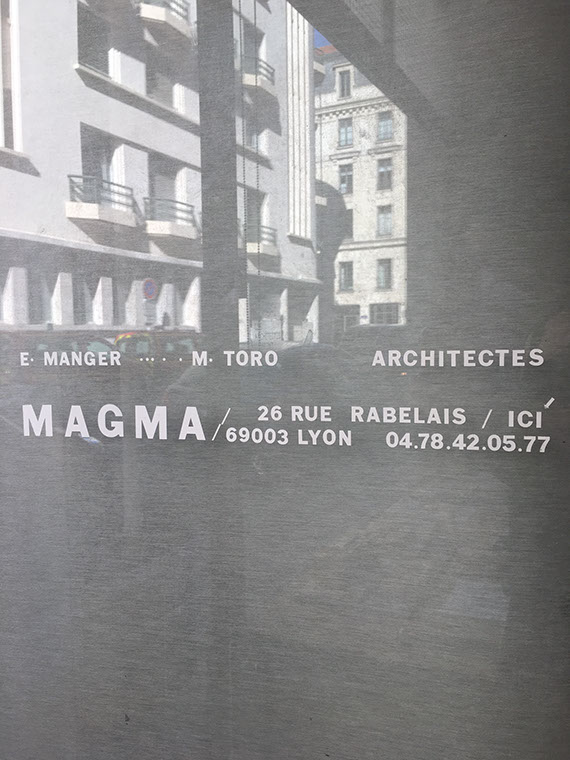 E. MANGER .. . . M. TORO ARCHITECTES
MAGMA / 26 RUE RABELAIS / ICI
/ 69003 LYON 04.78.42.05.77